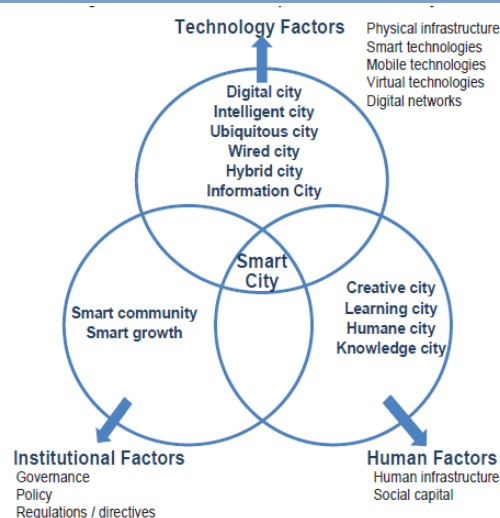 Technology Factors
Physical infrastructure
Smart technologies
Mobile technologies
Virtual technologies
Digital networks
Digital city
Intelligent city
Ubiquitous city
Wired city
Hybrid city
Information City
Smart
City
Smart community
Smart growth
Creative city
Learning city
Humane city
Knowledge city
Institutional Factors
Governance
Policy
Regulations / directives
Human Factors
Human infrastructure
Social capital